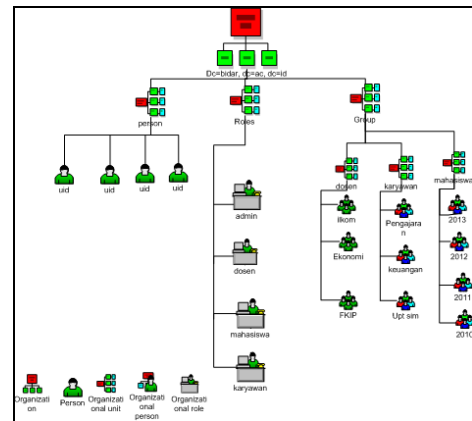 Dc=bidar, dc=ac, dc=id
person
Roles
Group
uid
uid
uid
uid
dosen
karyawan
mahasiswa
admin
dosen
mahasiswa
karyawan
Ilkom
Ekonomi
FKIP
Pengajara
n
keuangan
Upt sim
2013
2012
2011
2010
Organizati
on
Person
Organizati
onal unit
Organizati
onal
person
Organizati
onal role